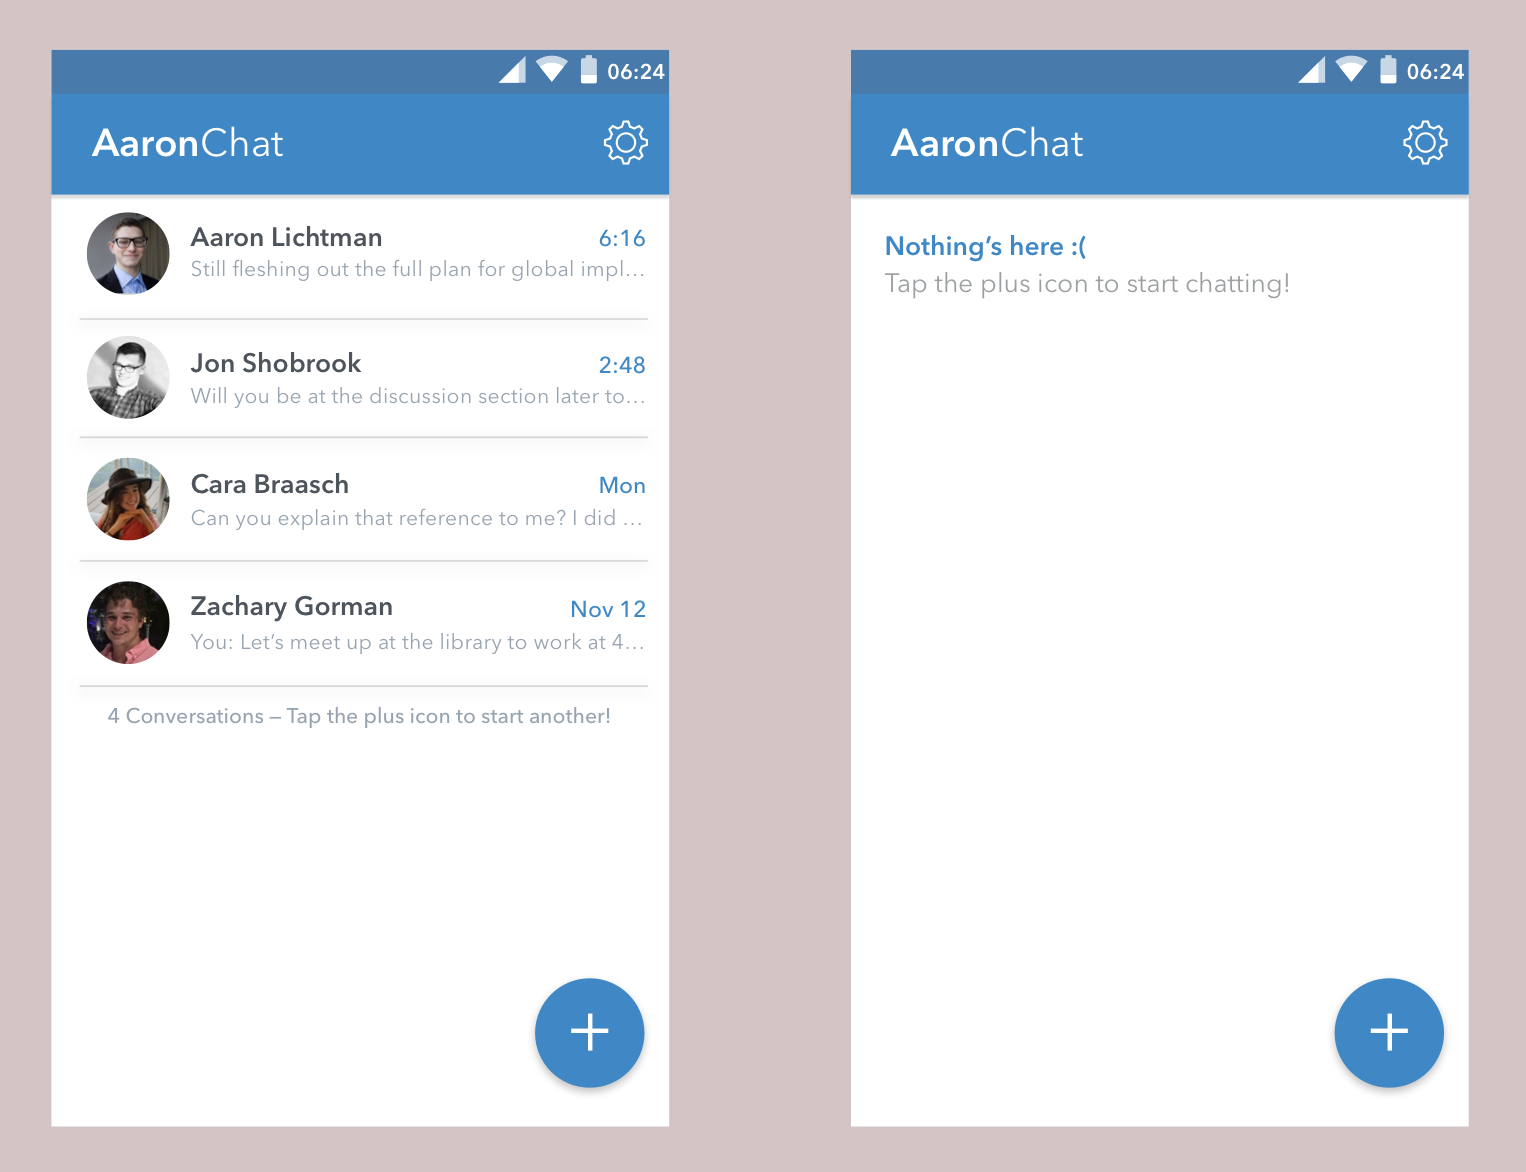 06:24
AaronChat
Aaron Lichtman
6:16
Still fleshing out the full plan for global impl...
Jon Shobrook
2:48
Will you be at the discussion section later to...
Cara Braasch
Mon
Can you explain that reference to me? I did ...
Zachary Gorman
Nov 12
You: Let’s meet up at the library to work at 4...
4 Conversations – Tap the plus icon to start another!
06:24
AaronChat
Nothing’s here :(
Tap the plus icon to start chatting!